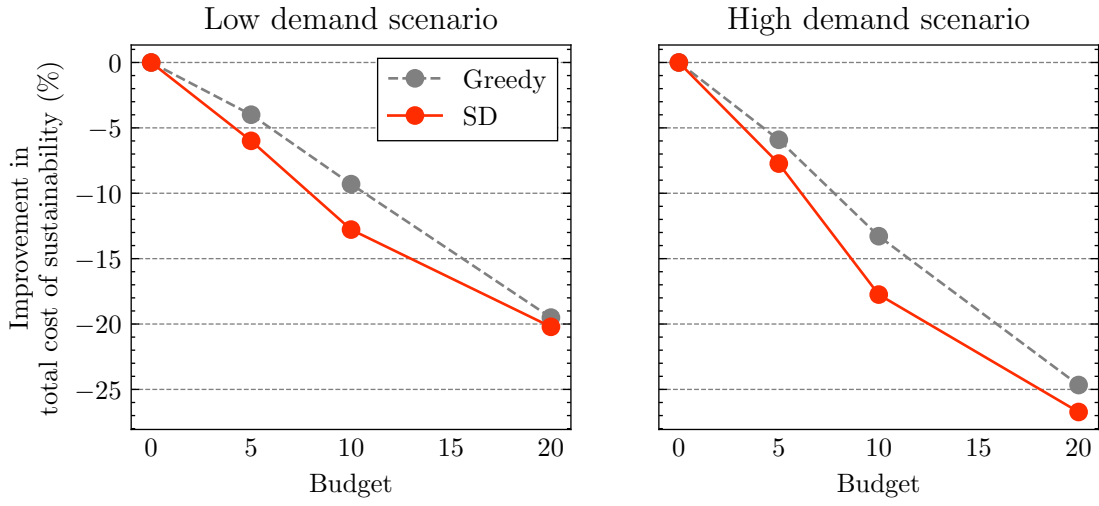 Low demand scenario
High demand scenario
Improvement in
total cost of sustainability (%)
0
−5
−10
−15
−20
−25
Greedy
SD
0 5 10 15 20
0 5 10 15 20
Budget
Budget